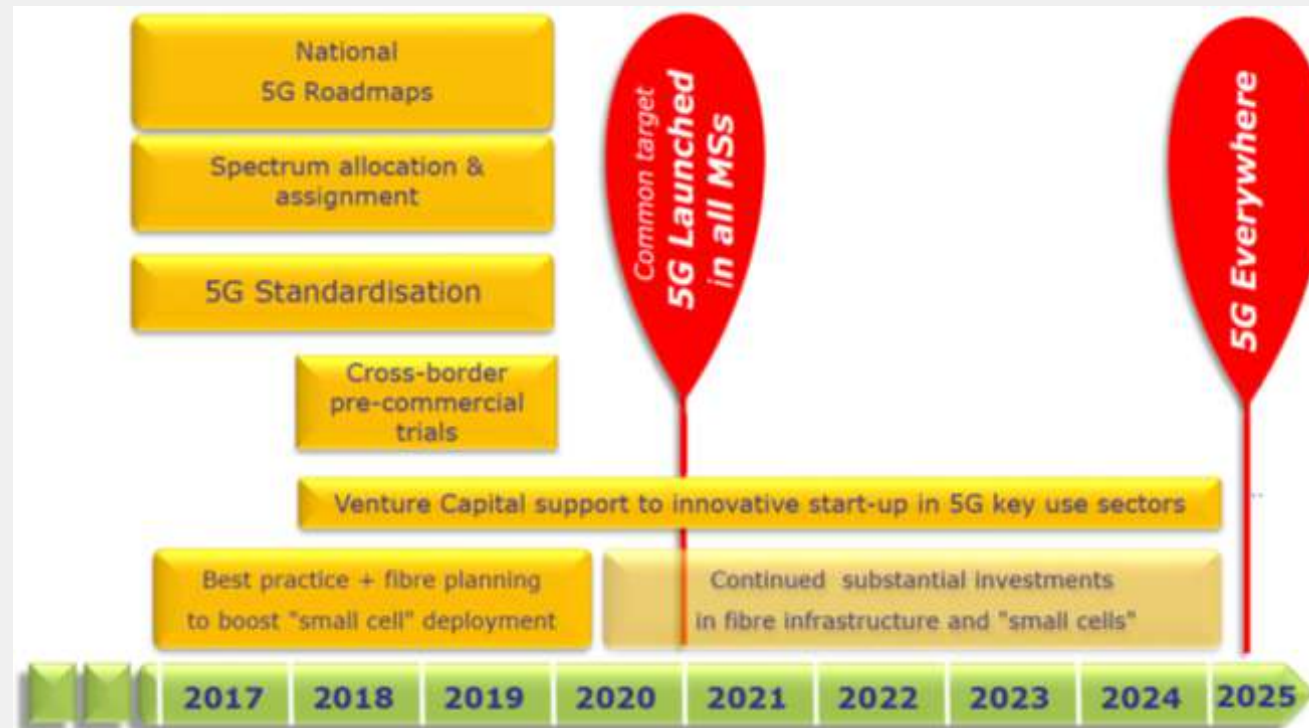 National
5G Roadmaps
Spectrum allocation &
assignment
5G Standardisation
Cross-border
pre-commercial
trials
Common target
5G Launched
in all MSs
5G Everywhere
Venture Capital support to innovative start-up in 5G key use sectors
Best practice + fibre planning
to boost "small cell" deployment
Continued substantial investments
in fibre infrastructure and "small cells"
2017 2018 2019 2020 2021 2022 2023 2024 2025